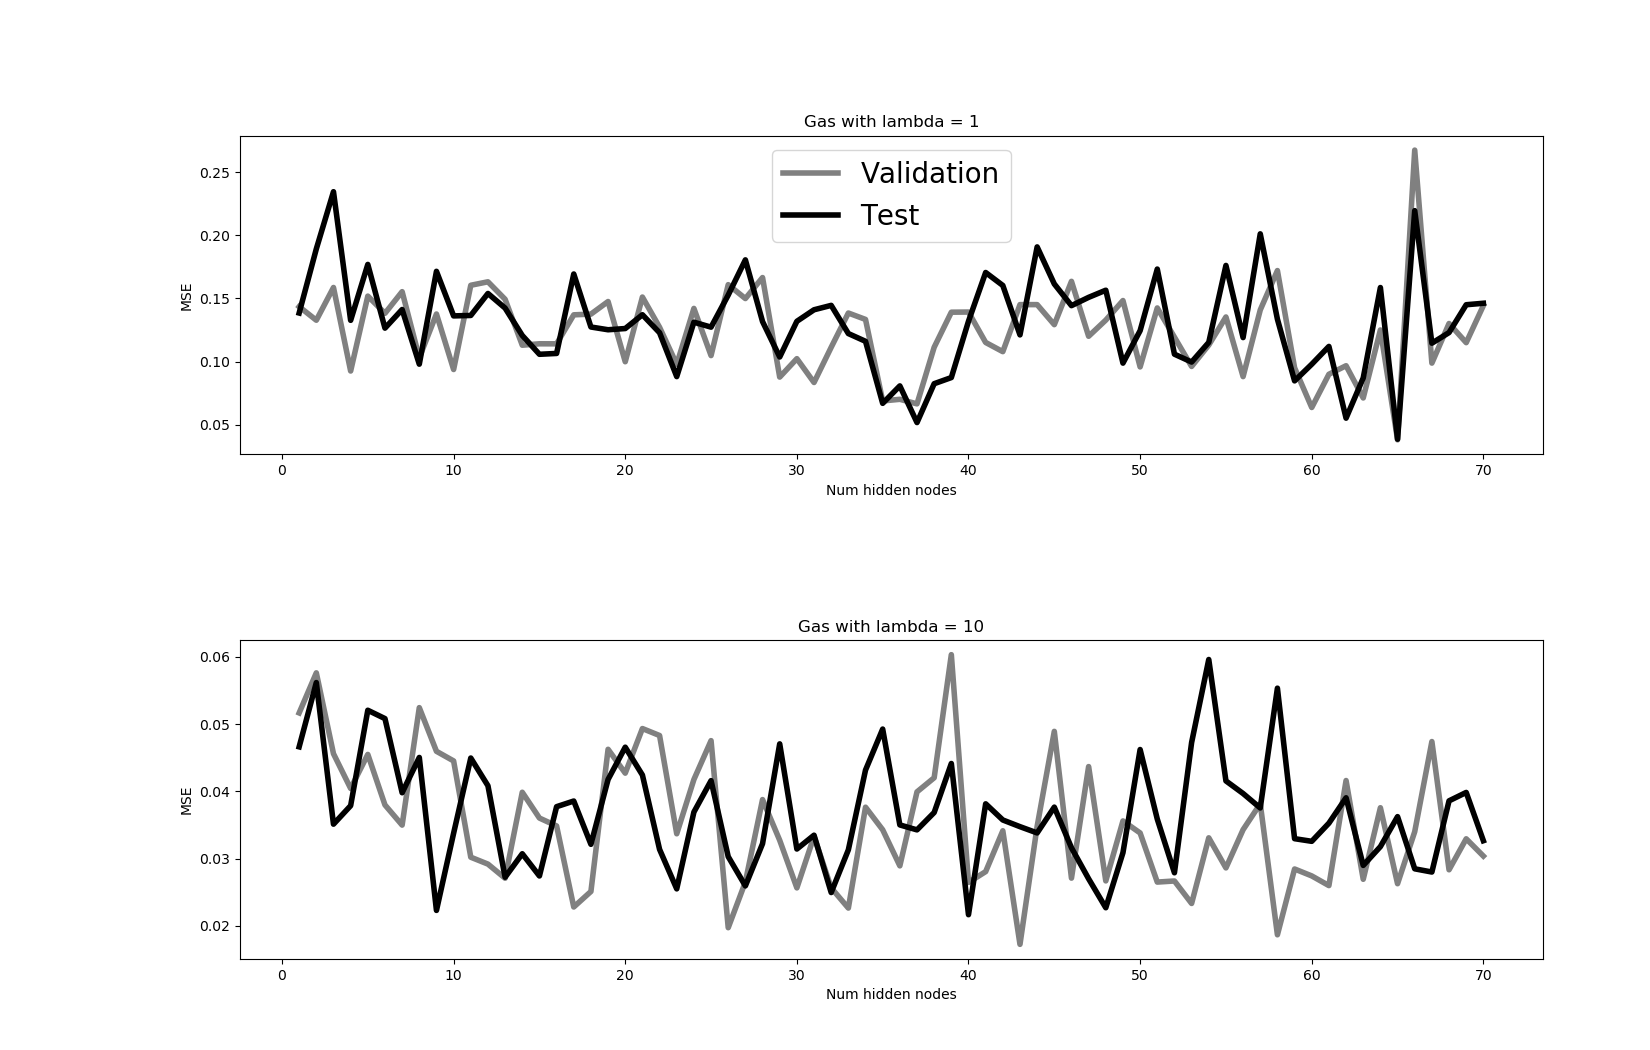 Gas with lambda = 1
Validation
Test
MSE
0.25
0.20
0.15
0.10
0.05
0 10 20 30 40 50 60 70
Num hidden nodes
Gas with lambda = 10
MSE
0.06
0.05
0.04
0.03
0.02
0 10 20 30 40 50 60 70
Num hidden nodes